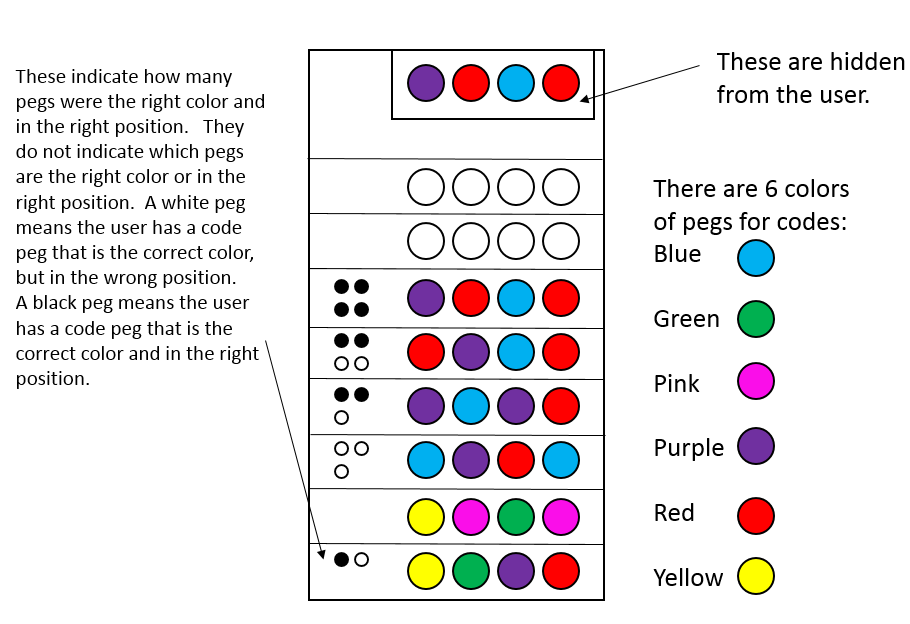 These indicate how many
pegs were the right color and
in the right position.   They
do not indicate which pegs
are the right color or in the
right position.  A white peg
means the user has a code
peg that is the correct color,
but in the wrong position.
A black peg means the user
has a code peg that is the
correct color and in the right
position.
These are hidden
from the user.
There are 6 colors
of pegs for codes:
Blue
Green
Pink
Purple
Red
Yellow